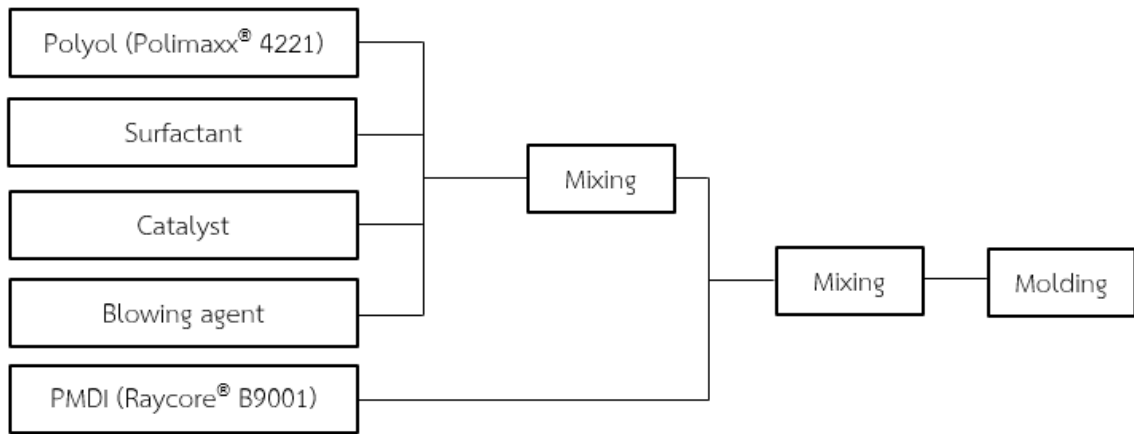 Polyol (Polimaxx® 4221)
Surfactant
Catalyst
Blowing agent
PMDI (Raycore® B9001)
Mixing
Mixing
Molding